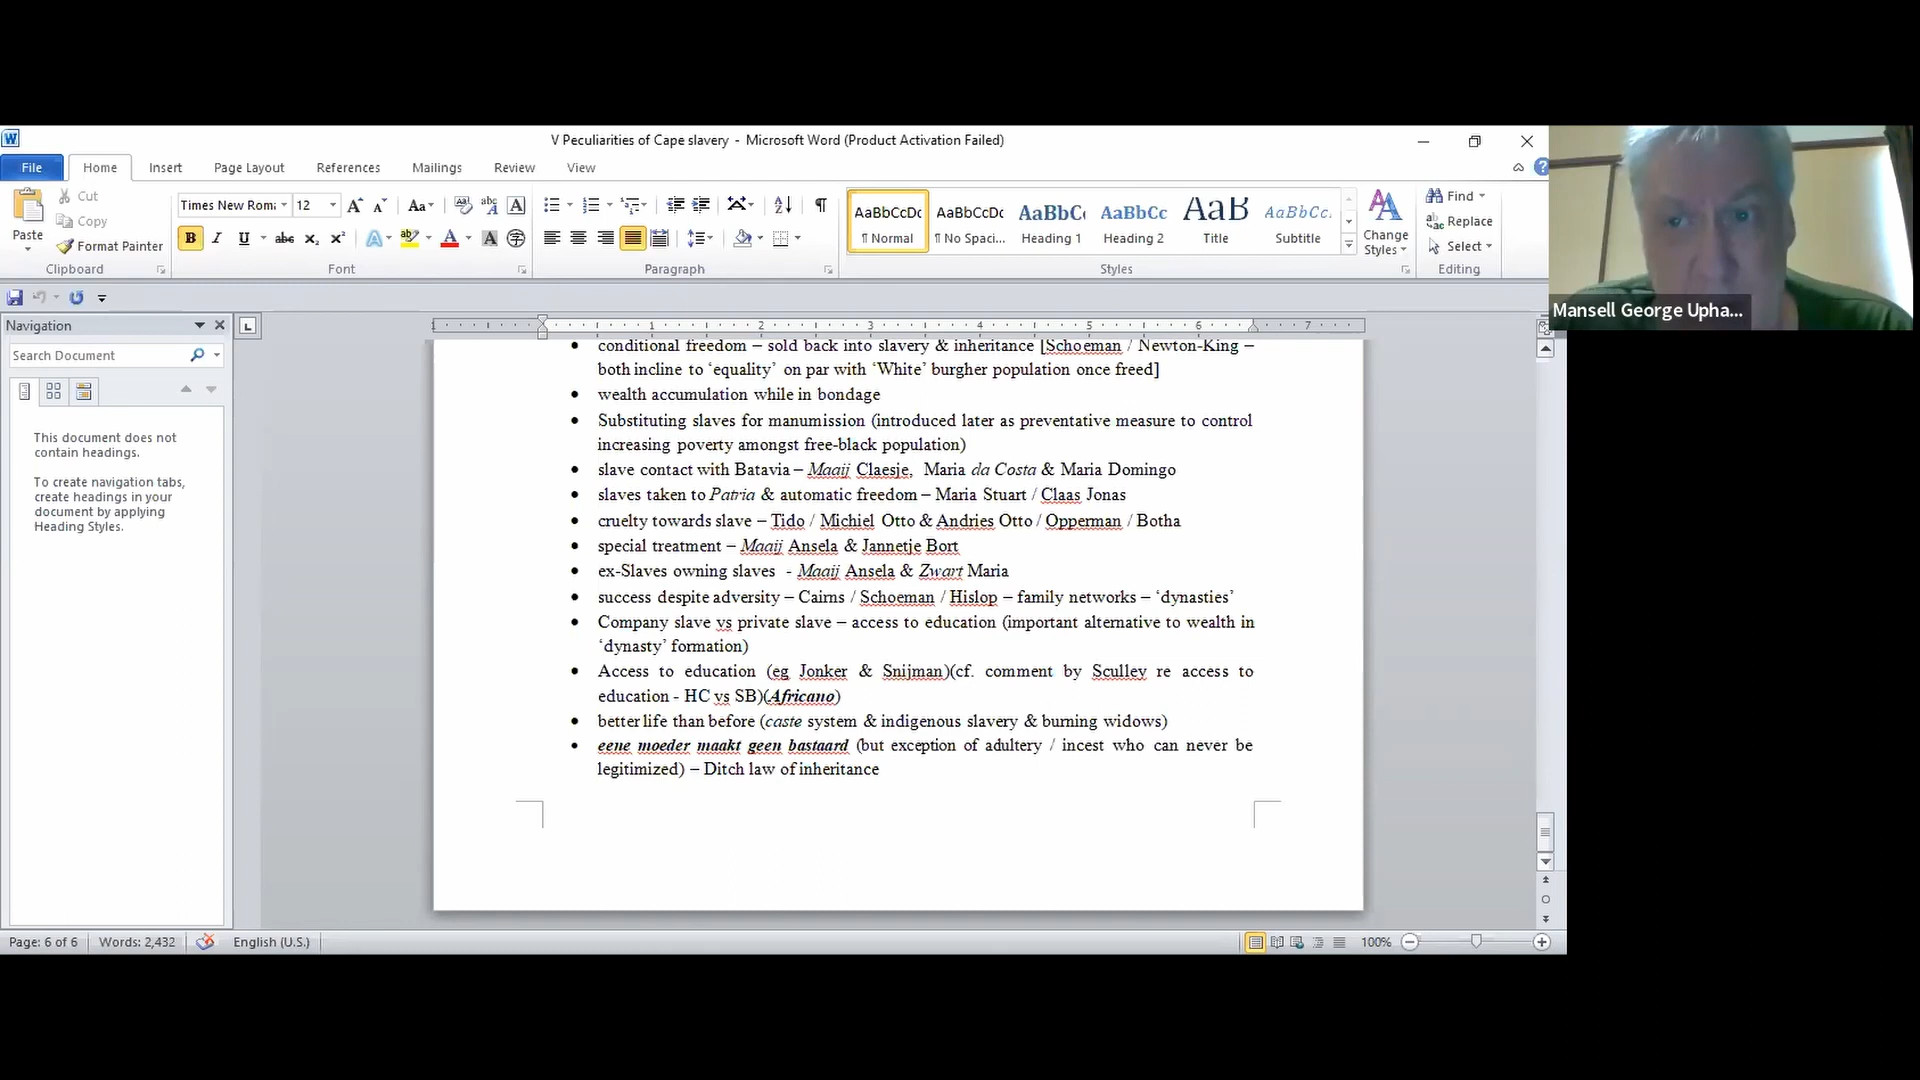 V Peculiarities of Cape slavery - Microsoft Word (Product Activation Failed)
File Home Insert Page Layout References Mailings Review View
Cut
Copy
Format Painter
Paste
Clipboard
Times New Roma 12
Font
Paragraph
AaBbCcDc AaBbCcDc AaBbCc AaBbCc AaB AaBbCc.
¶ Normal ¶ No Spaci... Heading 1 Heading 2 Title Subtitle
Change Styles
Styles
Find
Replace
Select
Editing
Mansell George Upha...
Navigation
Search Document
This document does not
contain headings.
To create navigation tabs,
create headings in your
document by applying
Heading Styles.
1 1 2 3 4 5 6 7
• conditional freedom – sold back into slavery & inheritance [Schoeman / Newton-King –
both incline to ‘equality’ on par with ‘White’ burgher population once freed]
• wealth accumulation while in bondage
• Substituting slaves for manumission (introduced later as preventative measure to control
increasing poverty amongst free-black population)
• slave contact with Batavia – Maaij Claesje, Maria da Costa & Maria Domingo
• slaves taken to Patria & automatic freedom – Maria Stuart / Claas Jonas
• cruelty towards slave – Tido / Michiel Otto & Andries Otto / Opperman / Botha
• special treatment – Maaij Ansela & Jannetje Bort
• ex-Slaves owning slaves - Maaij Ansela & Zwart Maria
• success despite adversity – Cairns / Schoeman / Hislop – family networks – ‘dynasties’
• Company slave vs private slave – access to education (important alternative to wealth in
‘dynasty’ formation)
• Access to education (eg Jonker & Snijman)(cf. comment by Sculley re access to
education - HC vs SB)(Africano)
• better life than before (caste system & indigenous slavery & burning widows)
• eene moeder maakt geen bastaard (but exception of adultery / incest who can never be
legitimized) – Ditch law of inheritance
Page: 6 of 6 Words: 2,432 English (U.S.) 100%